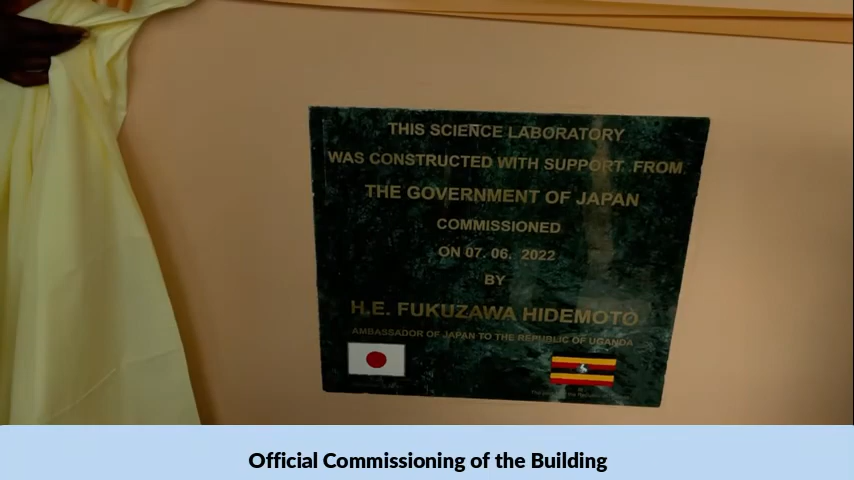 THIS SCIENCE LABORATORY
WAS CONSTRUCTED WITH SUPPORT FROM
THE GOVERNMENT OF JAPAN
COMMISSIONED
ON 07. 06. 2022
BY
H.E. FUKUZAWA HIDEMOTO
AMBASSADOR OF JAPAN TO THE REPUBLIC OF UGANDA
Official Commissioning of the Building